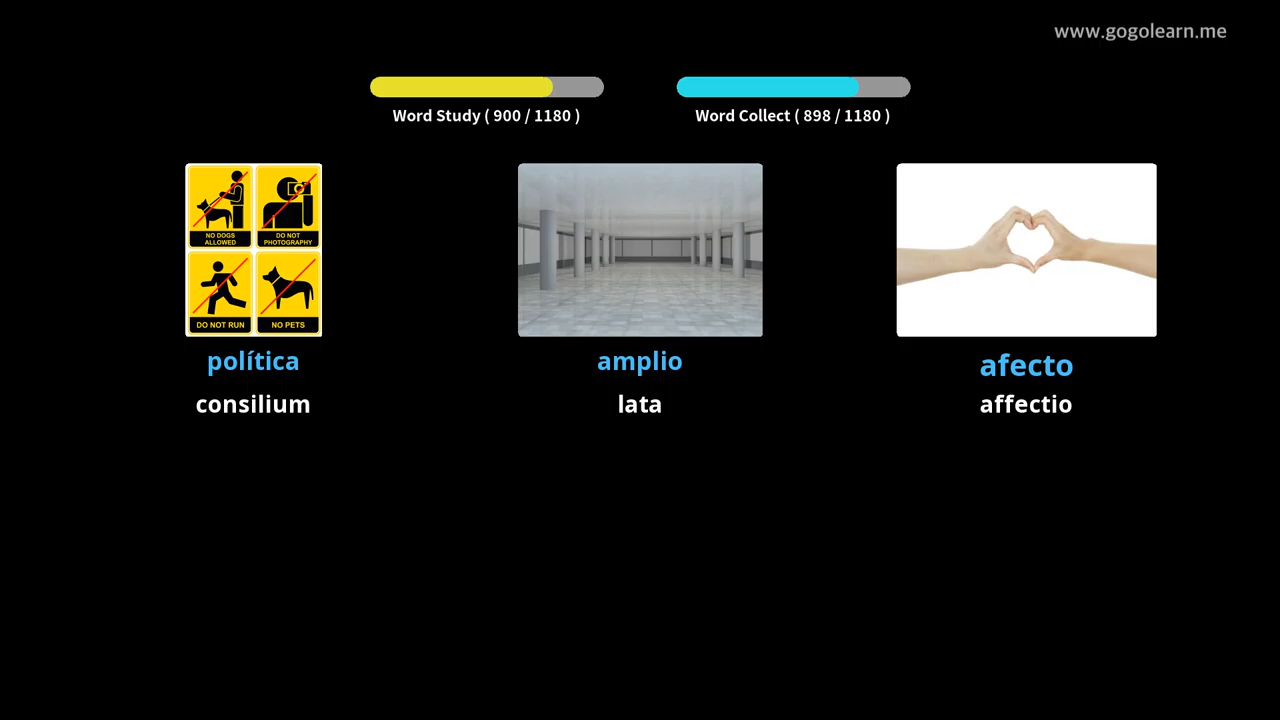 www.gogolearn.me
Word Study ( 900 / 1180 )
Word Collect ( 898 / 1180 )
NO DOGS
ALLOWED
DO NOT
PHOTOGRAPHY
DO NOT RUN
NO PETS
política
amplio
afecto
consilium
lata
affectio